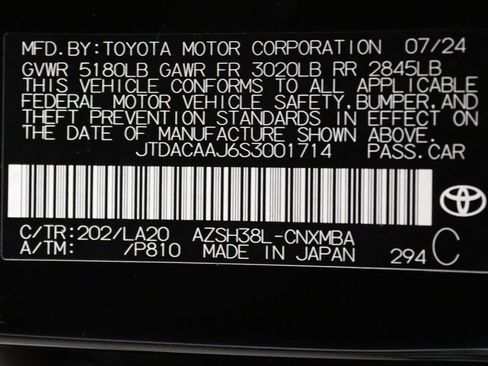 MFD. BY: TOYOTA MOTOR CORPORATION 07/24
GVWR 5180LB GAWR FR 3020LB RR 2845LB
THIS VEHICLE CONFORMS TO ALL APPLICABLE
FEDERAL MOTOR VEHICLE SAFETY, BUMPER, AND
THEFT PREVENTION STANDARDS IN EFFECT ON
THE DATE OF MANUFACTURE SHOWN ABOVE.
JTDACAAJ6S3001714 PASS.CAR
TOYOTA
C/TR:202/LA20 AZSH38L-CNXMBA
A/TM: /P810 MADE IN JAPAN 294 C